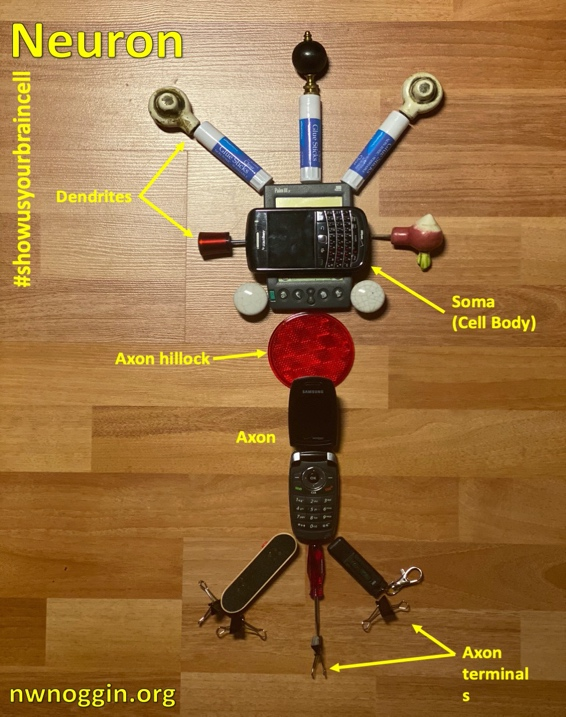 Neuron
#showusyourbraincell
Glue Sticks
Glue Sticks
Dendrites
Soma
(Cell Body)
Axon hillock
SAMSUNG
Axon
Axon
terminal
s
nwnoggin.org